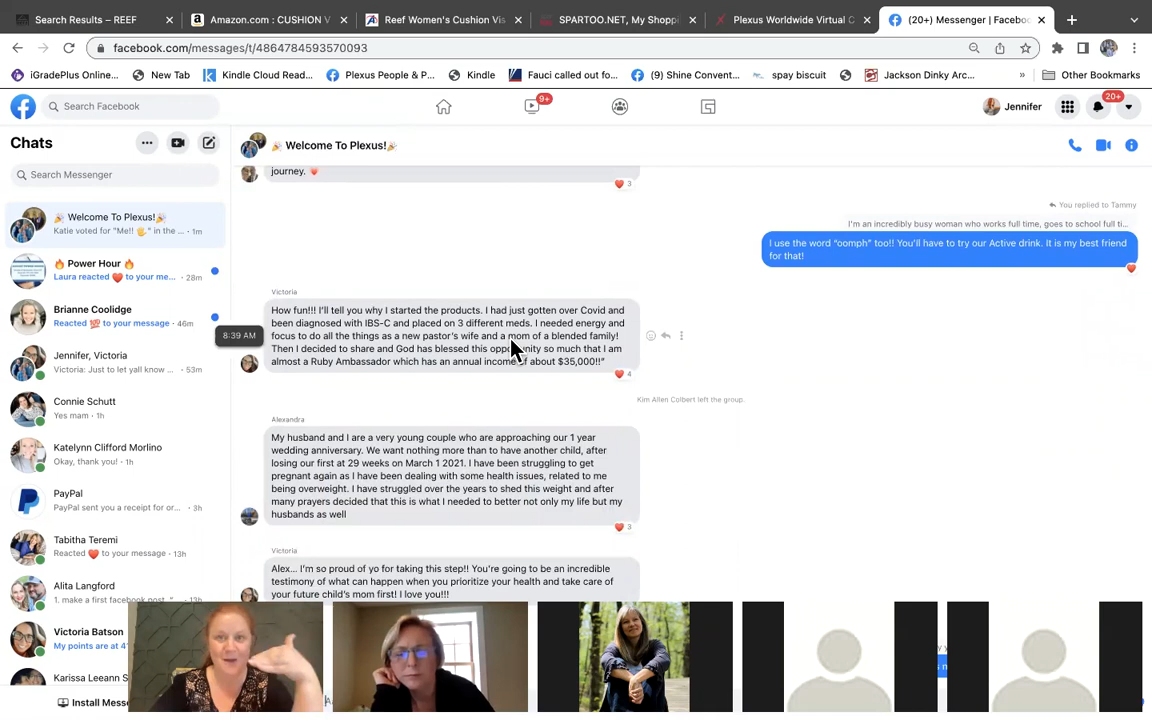 Search Results – REEF
Amazon.com : CUSHION V
Reef Women's Cushion Vis
SPARTOO.NET, My Shoppi
Plexus Worldwide Virtual C
(20+) Messenger | Faceboo
facebook.com/messages/t/4864784593570093
iGradePlus Online...
New Tab
Kindle Cloud Read...
Plexus People & P...
Kindle
Fauci called out fo...
(9) Shine Convent...
spay biscuit
Jackson Dinky Arc...
»
Other Bookmarks
Search Facebook
9+
Jennifer
20+
Chats
Search Messenger
🎉 Welcome To Plexus!🎉
Katie voted for "Me!! 🖐 " in the ... · 1m
🔥 Power Hour 🔥
Laura reacted ❤️ to your me... · 28m
Brianne Coolidge
Reacted 💯 to your message · 46m
Jennifer, Victoria
Victoria: Just to let yall know ... · 53m
Connie Schutt
Yes mam · 1h
Katelynn Clifford Morlino
Okay, thank you! · 1h
PayPal
PayPal sent you a receipt for or... · 3h
Tabitha Teremi
Reacted ❤️ to your message · 13h
Alita Langford
1. make a first facebook post
Victoria Batson
My points are at
Karissa Leeann
Install
🎉 Welcome To Plexus!🎉
journey. ❤️
3
You replied to Tammy
I'm an incredibly busy woman who works full time, goes to school full ti...
I use the word "oomph" too!! You'll have to try our Active drink. It is my best friend
for that!
Victoria
How fun!!! I'll tell you why I started the products. I had just gotten over Covid and
been diagnosed with IBS-C and placed on 3 different meds. I needed energy and
focus to do all the things as a new pastor's wife and a mom of a blended family!
Then I decided to share and God has blessed this opportunity so much that I am
almost a Ruby Ambassador which has an annual income of about $35,000!!"
8:39 AM
4
Kim Allen Colbert left the group.
Alexandra
My husband and I are a very young couple who are approaching our 1 year
wedding anniversary. We want nothing more than to have another child, after
losing our first at 29 weeks on March 1 2021. I have been struggling to get
pregnant again as I have been dealing with some health issues, related to me
being overweight. I have struggled over the years to shed this weight and after
many prayers decided that this is what I needed to better not only my life but my
husbands as well
3
Victoria
Alex... I'm so proud of yo for taking this step!! You're going to be an incredible
testimony of what can happen when you prioritize your health and take care of
your future child's mom first! I love you!!!